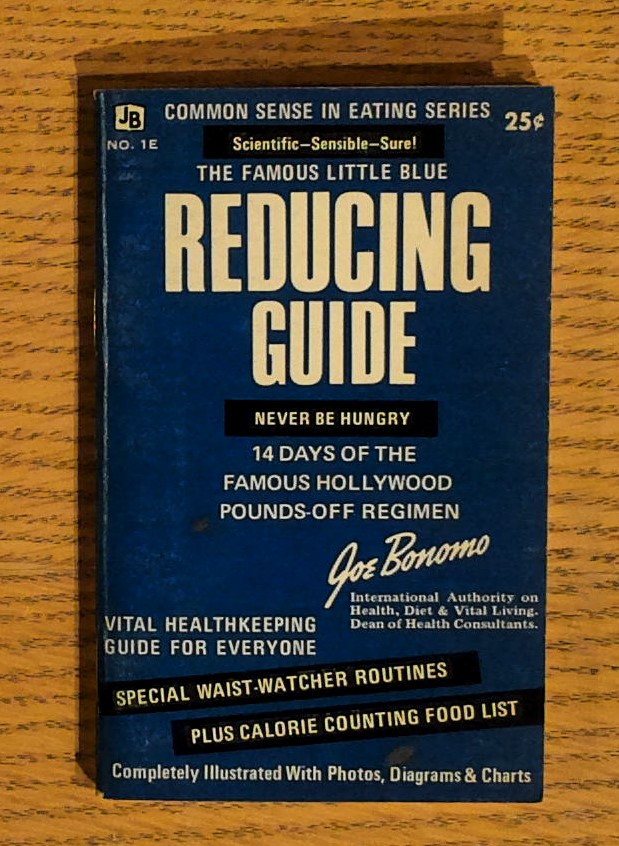 JB COMMON SENSE IN EATING SERIES 25¢
NO. 1E
Scientific—Sensible—Sure!
THE FAMOUS LITTLE BLUE
REDUCING
GUIDE
NEVER BE HUNGRY
14 DAYS OF THE
FAMOUS HOLLYWOOD
POUNDS-OFF REGIMEN
Joe Bonomo
International Authority on
Health, Diet & Vital Living.
Dean of Health Consultants.
VITAL HEALTHKEEPING
GUIDE FOR EVERYONE
SPECIAL WAIST-WATCHER ROUTINES
PLUS CALORIE COUNTING FOOD LIST
Completely Illustrated With Photos, Diagrams & Charts